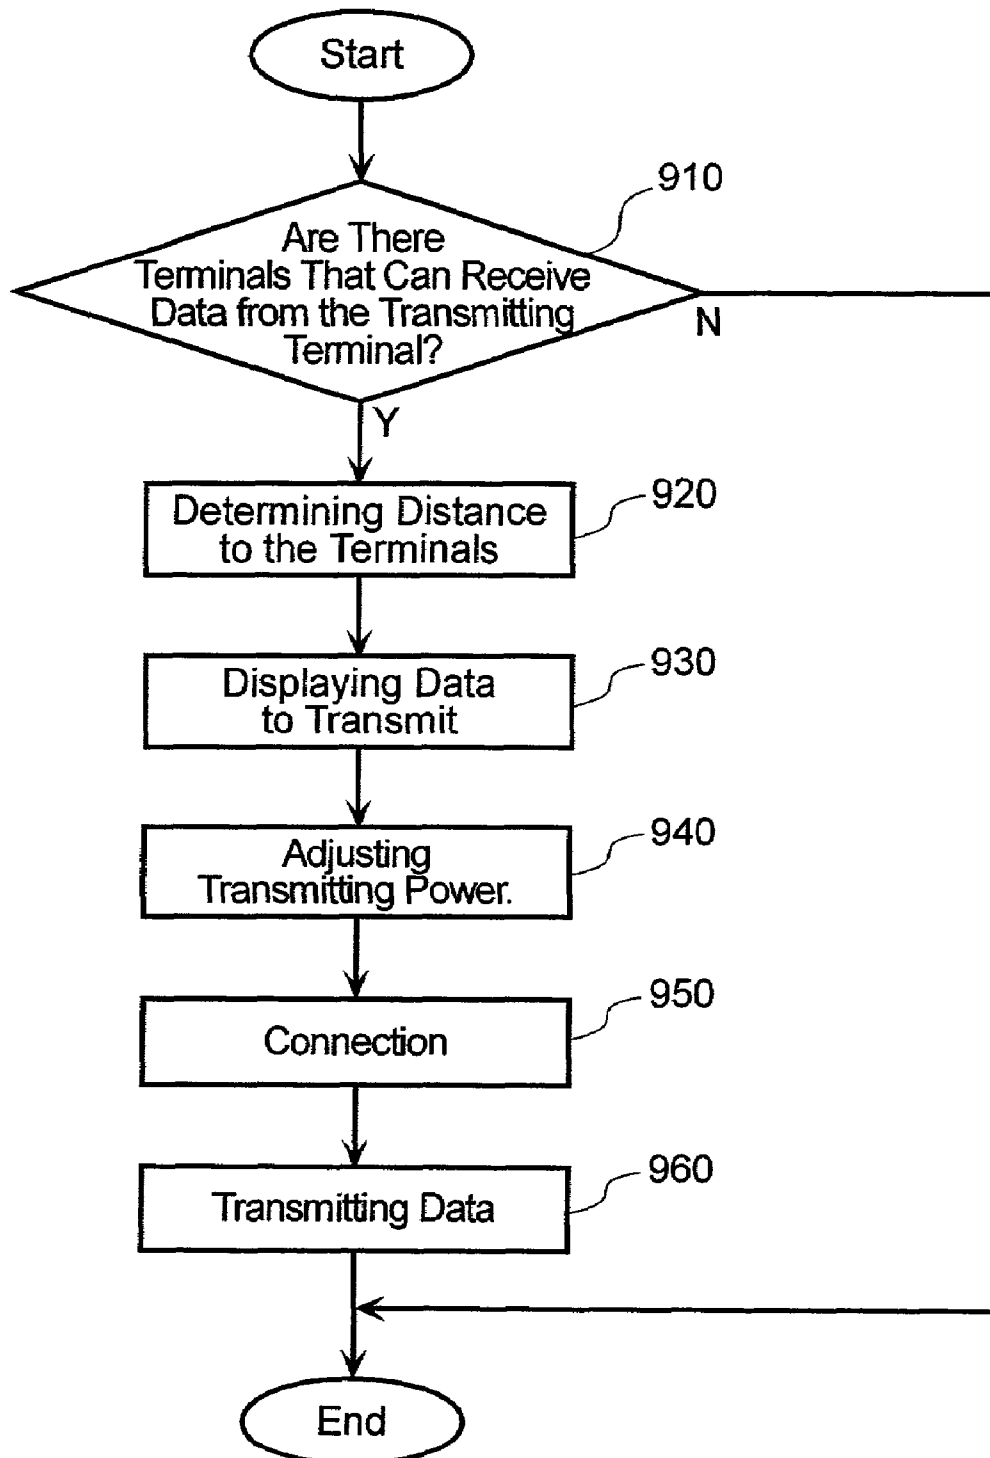 Start
910
Are There
Terminals That Can Receive
Data from the Transmitting
Terminal?
N
Y
920
Determining Distance
to the Terminals
930
Displaying Data
to Transmit
940
Adjusting
Transmitting Power.
950
Connection
960
Transmitting Data
End